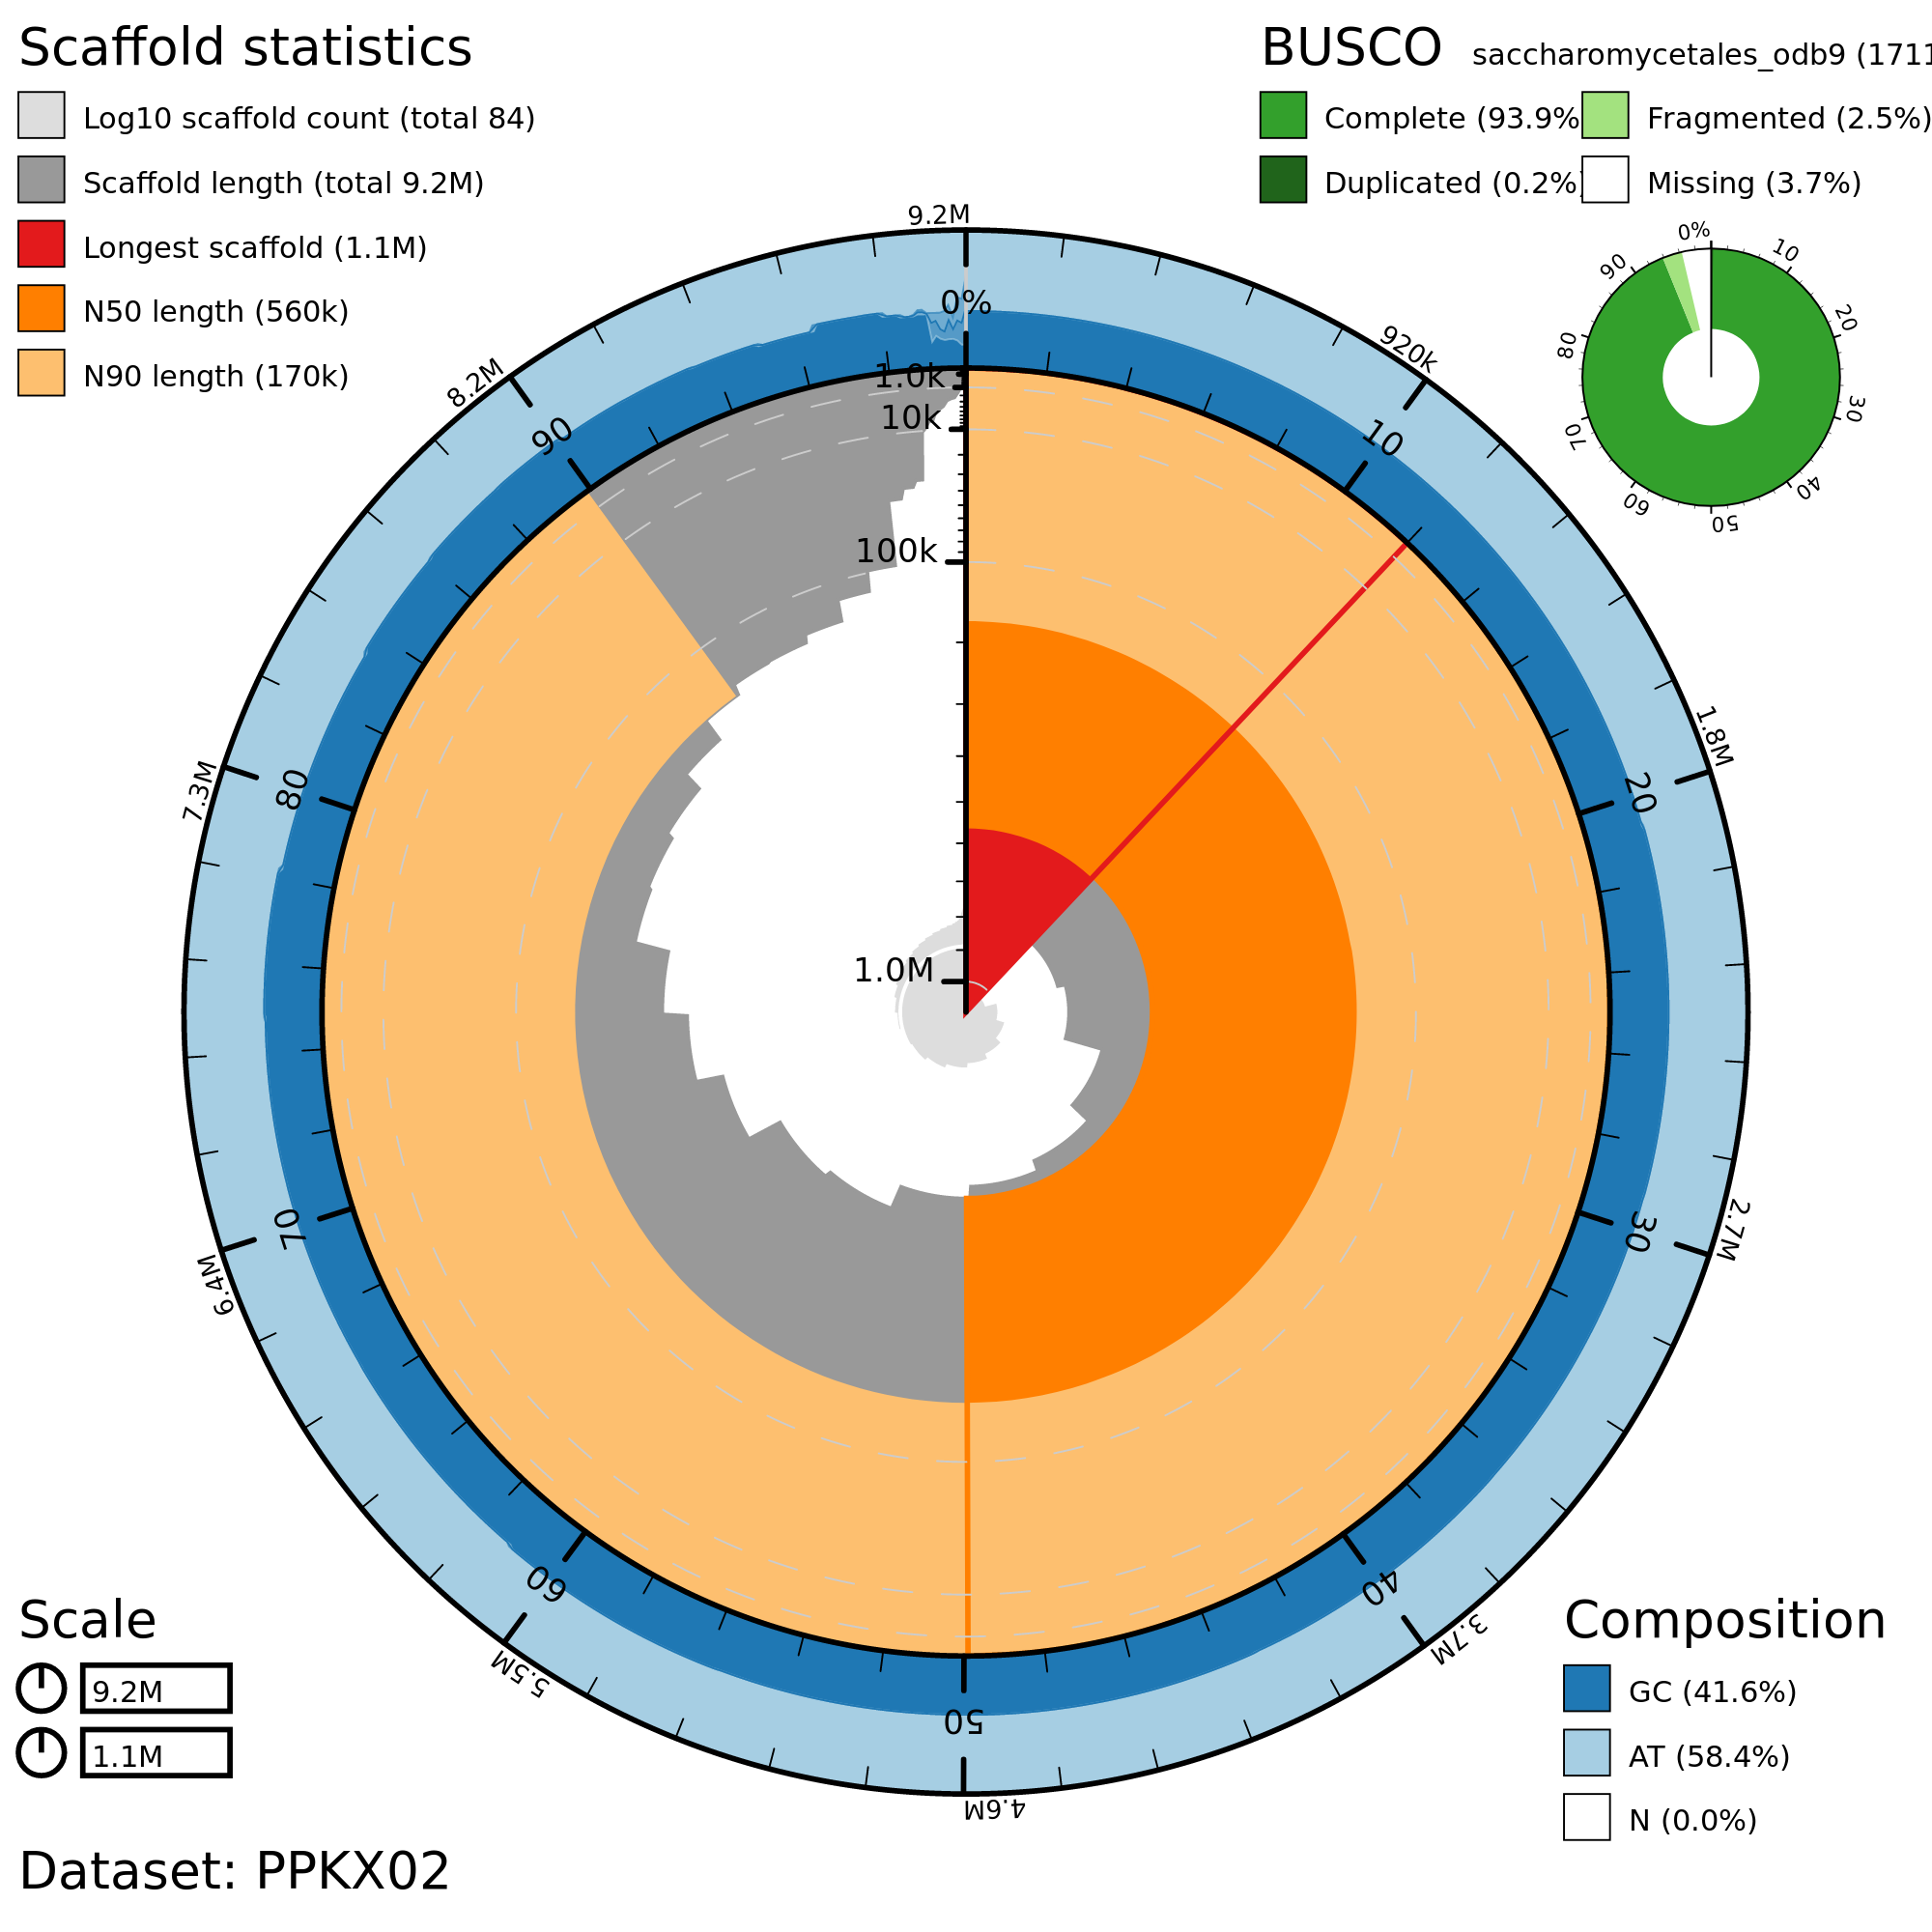 Scaffold statistics
Log10 scaffold count (total 84)
Scaffold length (total 9.2M)
Longest scaffold (1.1M)
N50 length (560k)
N90 length (170k)
BUSCO saccharomycetales_odb9 (1711
Complete (93.9%
Fragmented (2.5%)
Duplicated (0.2%)
Missing (3.7%)
0%
10
20
30
40
50
60
70
80
90
9.2M
920k
1.8M
2.7M
3.7M
4.6M
5.5M
6.4M
7.3M
8.2M
0%
10
20
30
40
50
60
70
80
90
1.0k
10k
100k
1.0M
Scale
9.2M
1.1M
Composition
GC (41.6%)
AT (58.4%)
N (0.0%)
Dataset: PPKX02